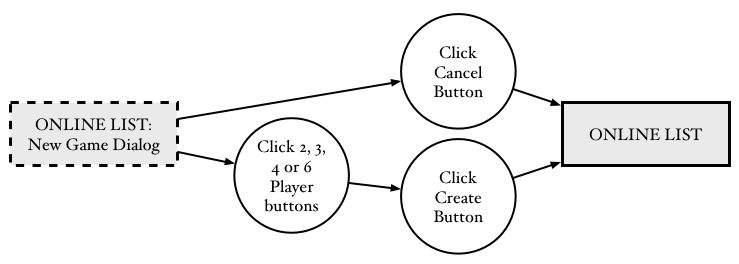 Click
Cancel
Button
ONLINE LIST:
New Game Dialog
Click 2, 3,
4 or 6
Player
buttons
Click
Create
Button
ONLINE LIST